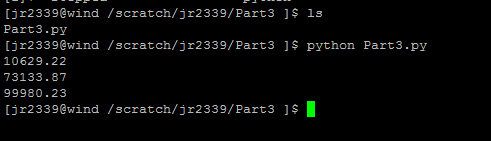 [jr2339@wind /scratch/jr2339/Part3 ]$ ls
Part3.py
[jr2339@wind /scratch/jr2339/Part3 ]$ python Part3.py
10629.22
73133.87
99980.23
[jr2339@wind /scratch/jr2339/Part3 ]$